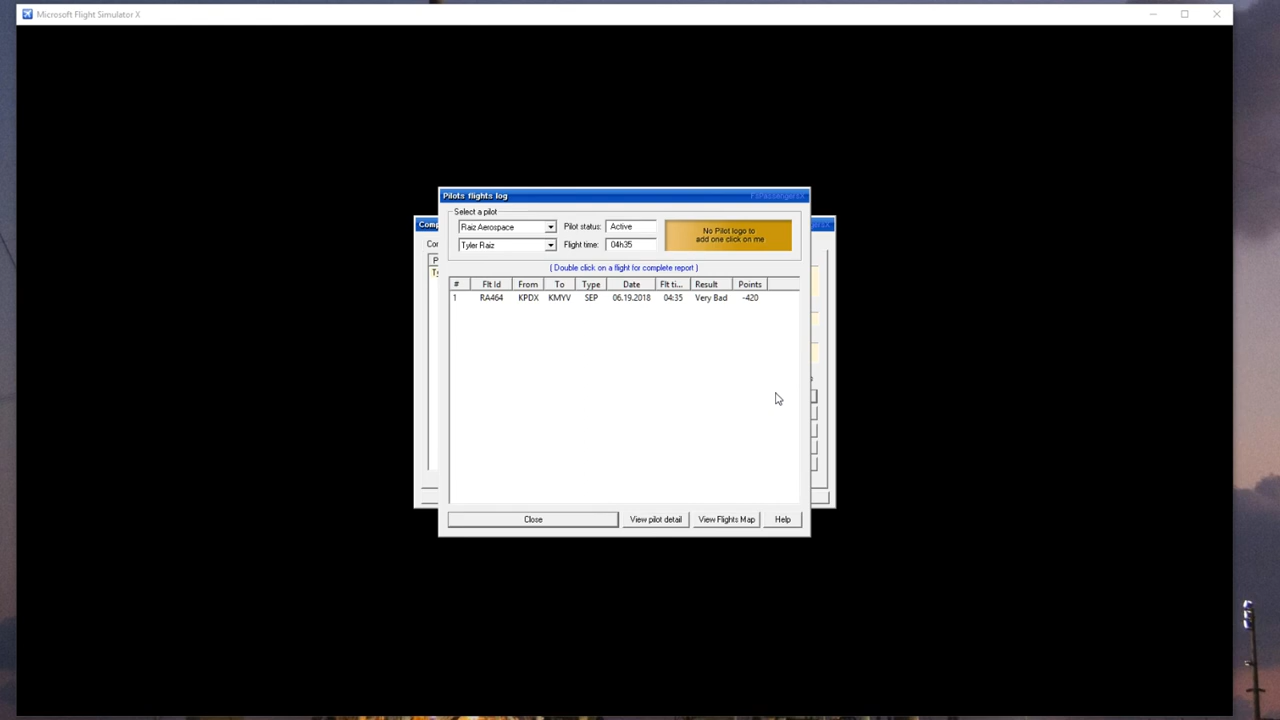 Microsoft Flight Simulator X
Pilots flights log
Select a pilot
Raiz Aerospace
Pilot status: Active
Tyler Raiz
Flight time: 04h35
No Pilot logo to
add one click on me
( Double click on a flight for complete report )
# Flt Id From To Type Date Flt ti... Result Points
1 RA464 KPDX KMYV SEP 06.19.2018 04:35 Very Bad -420
Close View pilot detail View Flights Map Help